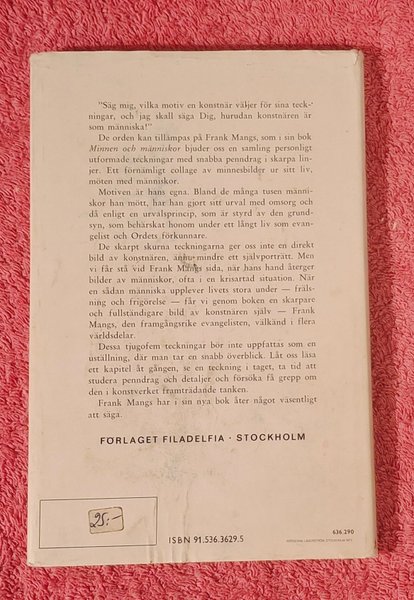 "Säg mig, vilka motiv en konstnär väljer för sina teck-
ningar, och jag skall säga Dig, hurudan konstnären är
som människa!"
De orden kan tillämpas på Frank Mangs, som i sin bok
Minnen och människor bjuder oss en samling personligt
utformade teckningar med snabba penndrag i skarpa lin-
jer. Ett förnämligt collage av minnesbilder ur sitt liv,
möten med människor.
Motiven är hans egna. Bland de många tusen männi-
skor han mött, har han gjort sitt urval med omsorg och
då enligt en urvalsprincip, som är styrd av den grund-
syn, som behärskat honom under ett långt liv som evan-
gelist och Ordets förkunnare.
De skarpt skurna teckningarna ger oss inte en direkt
bild av konstnären, ännu mindre ett självporträtt. Men
vi får stå vid Frank Mangs sida, när hans hand återger
bilder av människor, ofta i en krisartad situation. När
en sådan människa upplever livets stora under — fräls-
ning och frigörelse — får vi genom boken en skarpare
och fullständigare bild av konstnären själv — Frank
Mangs, den framgångsrike evangelisten, välkänd i flera
världsdelar.
Dessa tjugofem teckningar bör inte uppfattas som en
utställning, där man tar en snabb överblick. Låt oss läsa
ett kapitel åt gången, se en teckning i taget, ta tid att
studera penndrag och detaljer och försöka få grepp om
den i konstverket framträdande tanken.
Frank Mangs har i sin nya bok åter något väsentligt
att säga.
FÖRLAGET FILADELFIA · STOCKHOLM
25:-
ISBN 91.536.3629.5
636.290